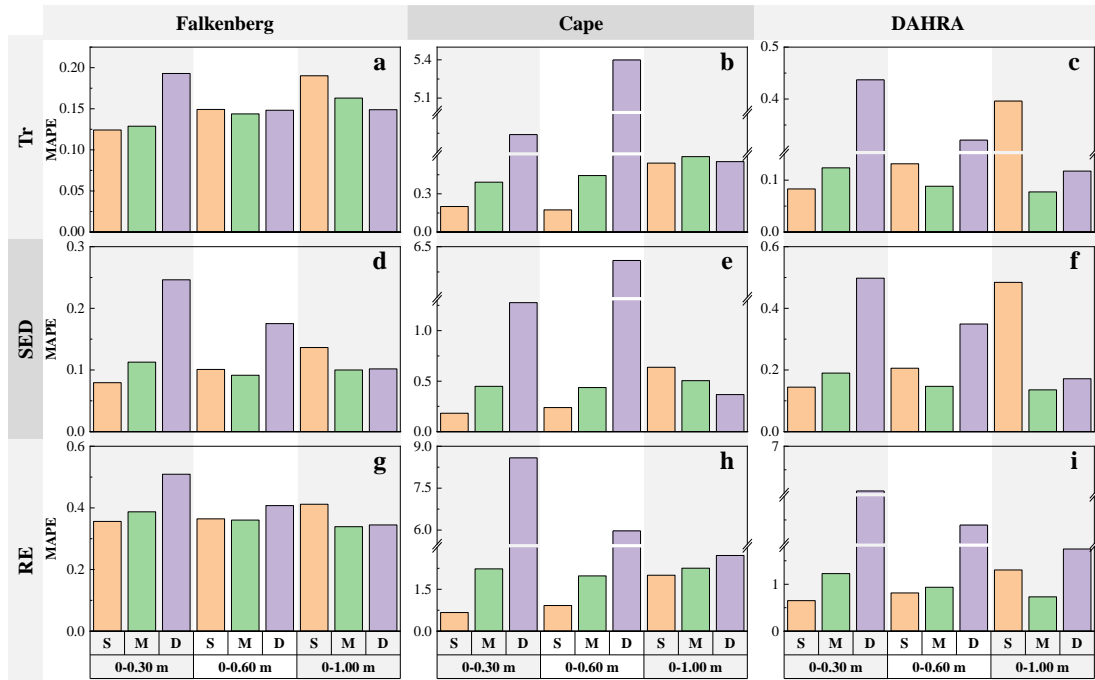 Falkenberg Cape DAHRA
Tr
MAPE
0.20
0.15
0.10
0.05
0.00
a
5.4
5.1
0.3
0.0
b
0.5
0.4
0.1
0.0
c
SED
MAPE
0.3
0.2
0.1
0.0
d
6.5
1.0
0.5
0.0
e
0.6
0.4
0.2
0.0
f
RE
MAPE
0.6
0.4
0.2
0.0
g
9.0
7.5
6.0
1.5
0.0
h
7
1
0
i
S M D S M D S M D S M D S M D S M D S M D S M D S M D
0-0.30 m 0-0.60 m 0-1.00 m 0-0.30 m 0-0.60 m 0-1.00 m 0-0.30 m 0-0.60 m 0-1.00 m